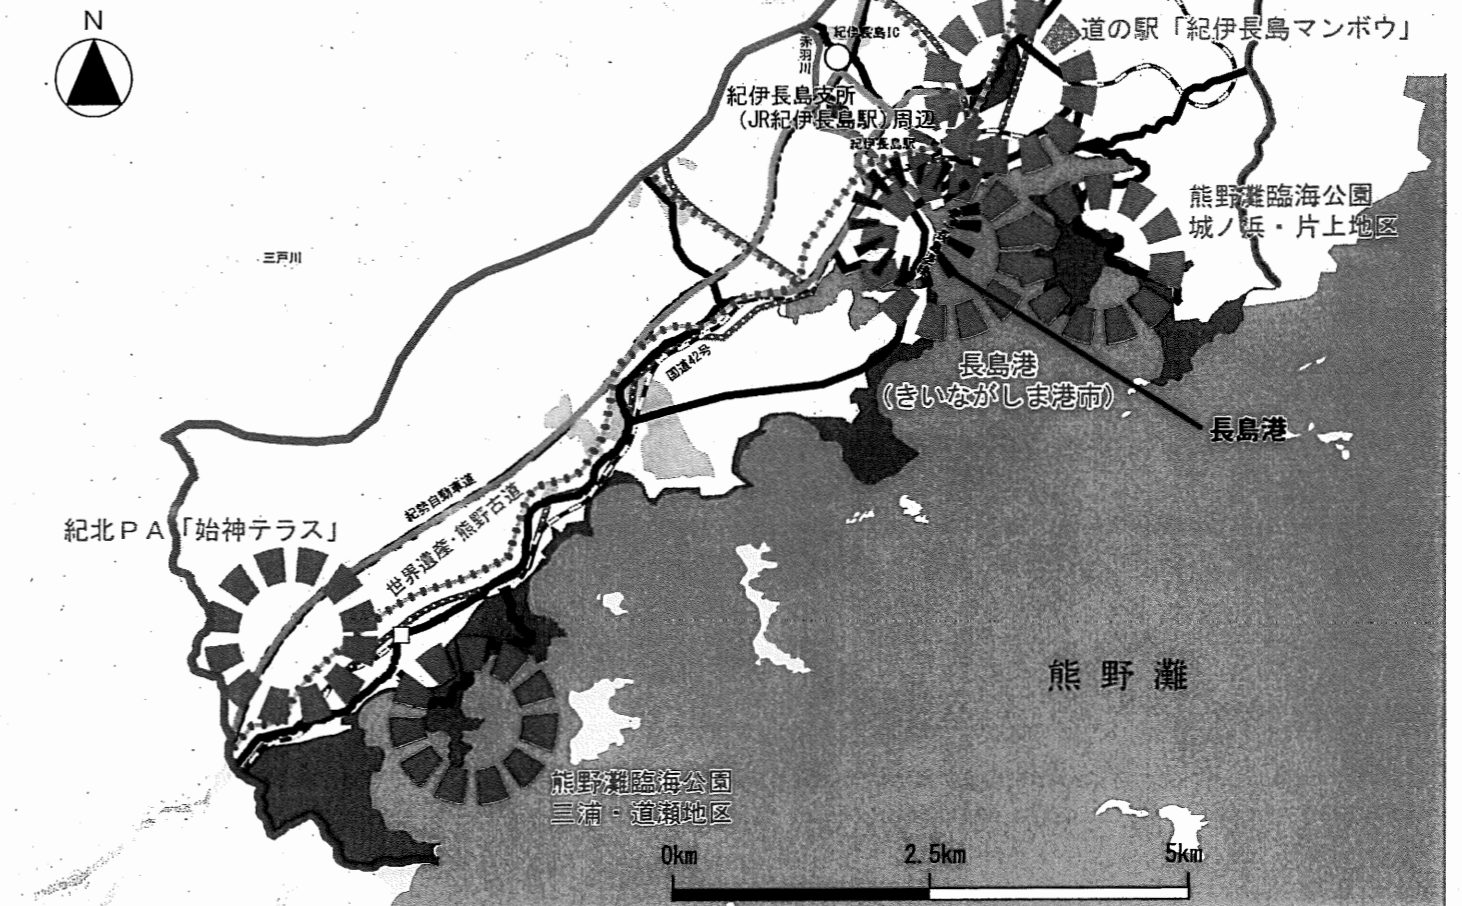 N
紀伊長島IC
赤羽川
道の駅「紀伊長島マンボウ」
紀伊長島支所
(JR紀伊長島駅)周辺
紀伊長島駅
熊野灘臨海公園
城ノ浜・片上地区
三戸川
国道42号
長島港
(きいながしま港市)
長島港
紀勢自動車道
世界遺産・熊野古道
紀北PA「始神テラス」
熊野灘
熊野灘臨海公園
三浦・道瀬地区
0km
2.5km
5km